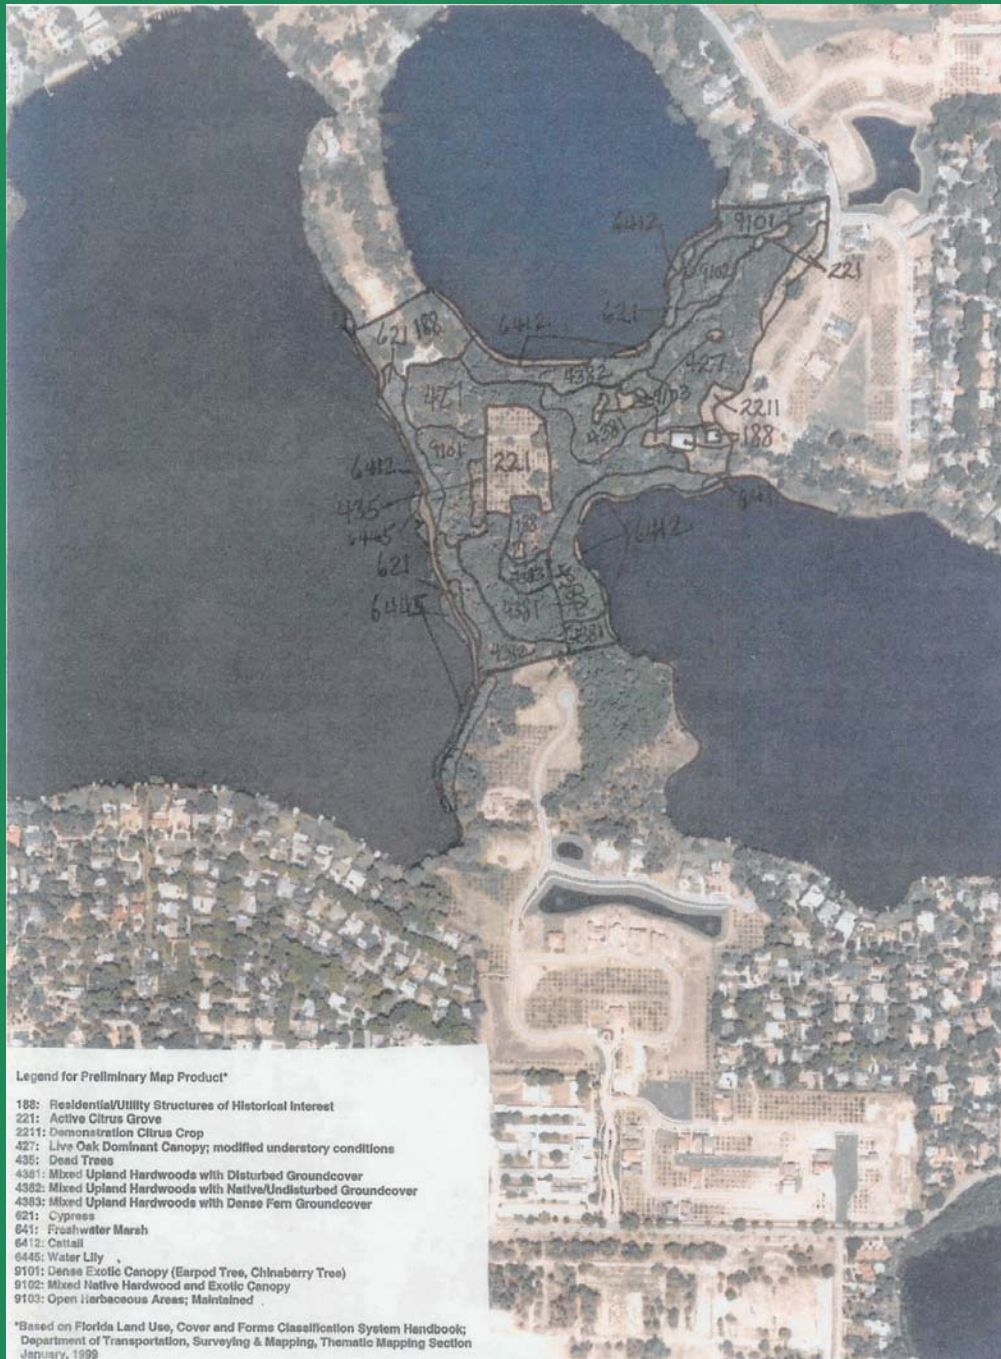 6412
9101
9102
221
621
6412
621
188
4382
427
421
9103
2211
4381
188
9101
221
6412
435
6445
188
6412
621
4383
6445
4381
4381
4382
Legend for Preliminary Map Product*
188: Residential/Utility Structures of Historical Interest
221: Active Citrus Grove
2211: Demonstration Citrus Crop
427: Live Oak Dominant Canopy; modified understory conditions
435: Dead Trees
4381: Mixed Upland Hardwoods with Disturbed Groundcover
4382: Mixed Upland Hardwoods with Native/Undisturbed Groundcover
4383: Mixed Upland Hardwoods with Dense Fern Groundcover
621: Cypress
641: Freshwater Marsh
6412: Cattail
6445: Water Lily
9101: Dense Exotic Canopy (Earpod Tree, Chinaberry Tree)
9102: Mixed Native Hardwood and Exotic Canopy
9103: Open Herbaceous Areas; Maintained
*Based on Florida Land Use, Cover and Forms Classification System Handbook;
Department of Transportation, Surveying & Mapping, Thematic Mapping Section
January, 1999